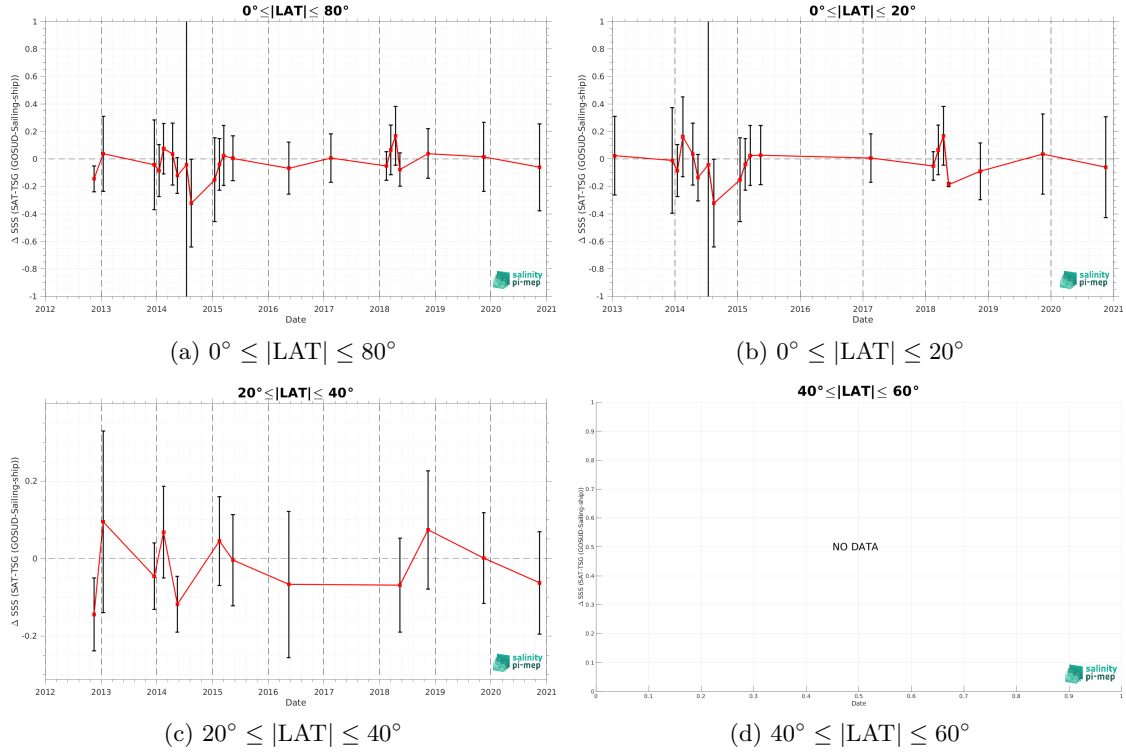 0°≤|LAT|≤ 80°
Δ SSS (SAT-TSG (GOSUD-Sailing-ship))
1
0.8
0.6
0.4
0.2
0
-0.2
-0.4
-0.6
-0.8
-1
2012 2013 2014 2015 2016 2017 2018 2019 2020 2021
Date
salinity
pi-mep
(a) 0° ≤ |LAT| ≤ 80°
0°≤|LAT|≤ 20°
Δ SSS (SAT-TSG (GOSUD-Sailing-ship))
1
0.8
0.6
0.4
0.2
0
-0.2
-0.4
-0.6
-0.8
-1
2013 2014 2015 2016 2017 2018 2019 2020 2021
Date
salinity
pi-mep
(b) 0° ≤ |LAT| ≤ 20°
20°≤|LAT|≤ 40°
Δ SSS (SAT-TSG (GOSUD-Sailing-ship))
0.2
0
-0.2
2012 2013 2014 2015 2016 2017 2018 2019 2020 2021
Date
salinity
pi-mep
(c) 20° ≤ |LAT| ≤ 40°
40°≤|LAT|≤ 60°
Δ SSS (SAT-TSG (GOSUD-Sailing-ship))
1
0.9
0.8
0.7
0.6
0.5
0.4
0.3
0.2
0.1
0
NO DATA
0 0.1 0.2 0.3 0.4 0.5 0.6 0.7 0.8 0.9 1
Date
salinity
pi-mep
(d) 40° ≤ |LAT| ≤ 60°